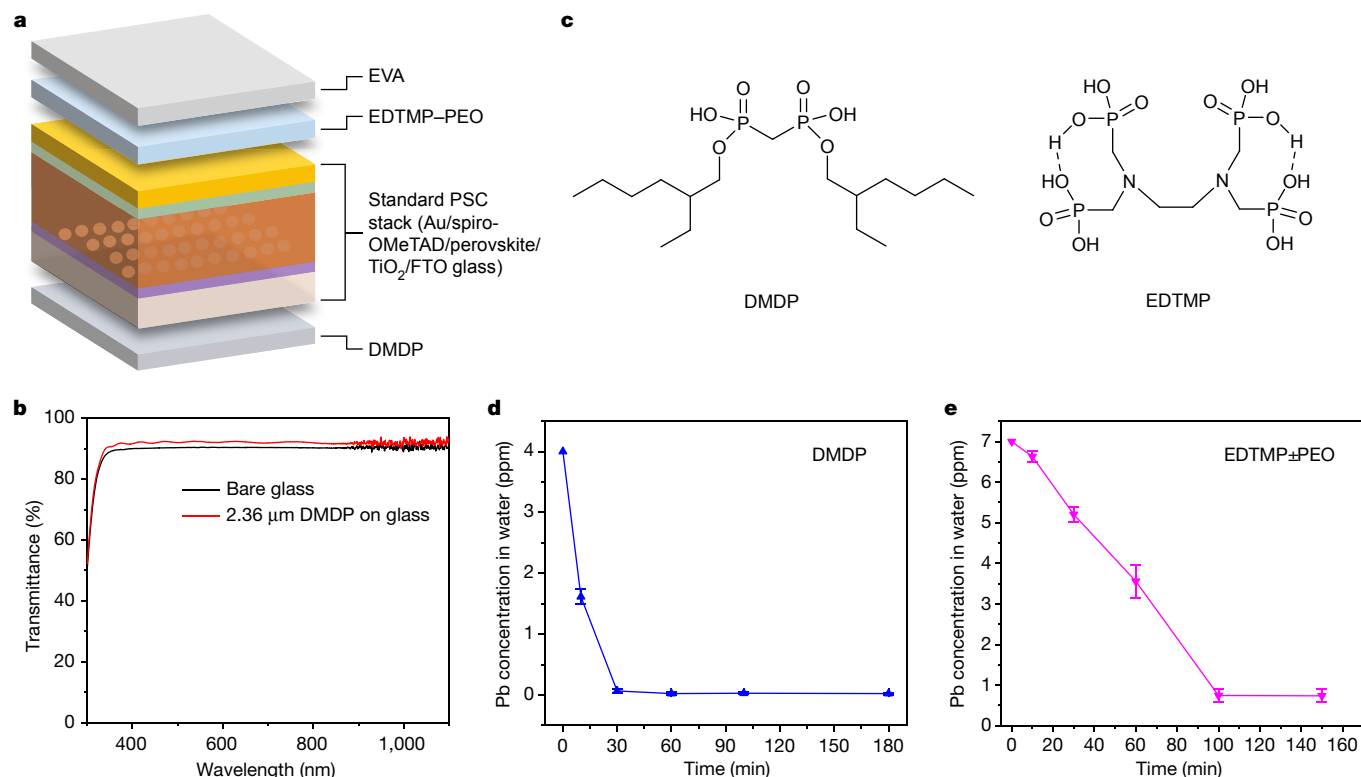 a
EVA
EDTMP–PEO
Standard PSC
stack (Au/spiro-
OMeTAD/perovskite/
TiO2/FTO glass)
DMDP
c
O
O
HO
P
P
OH
O
O
DMDP
OH
HO
O
P
O
H
N
HO
P
O
OH
O
P
OH
O
H
N
OH
P
O
OH
EDTMP
b
100
80
60
40
20
0
Transmittance (%)
Bare glass
2.36 μm DMDP on glass
400
600
800
1,000
Wavelength (nm)
d
Pb concentration in water (ppm)
4
3
2
1
0
DMDP
0
30
60
90
120
150
180
Time (min)
e
Pb concentration in water (ppm)
7
6
5
4
3
2
1
0
EDTMP±PEO
0
20
40
60
80
100
120
140
160
Time (min)